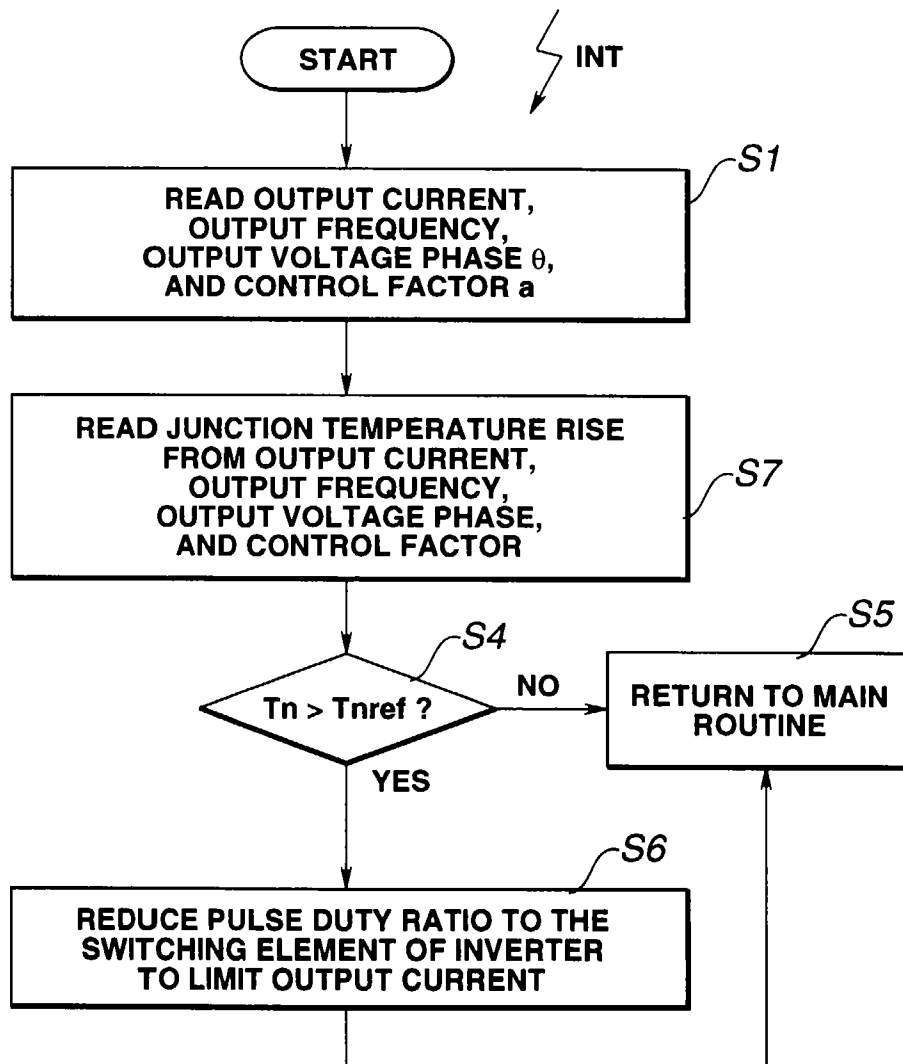 START
INT
S1
READ OUTPUT CURRENT,
OUTPUT FREQUENCY,
OUTPUT VOLTAGE PHASE θ,
AND CONTROL FACTOR a
READ JUNCTION TEMPERATURE RISE
FROM OUTPUT CURRENT,
OUTPUT FREQUENCY,
OUTPUT VOLTAGE PHASE,
AND CONTROL FACTOR
S7
S4
Tn > Tnref ?
NO
YES
S5
RETURN TO MAIN
ROUTINE
S6
REDUCE PULSE DUTY RATIO TO THE
SWITCHING ELEMENT OF INVERTER
TO LIMIT OUTPUT CURRENT